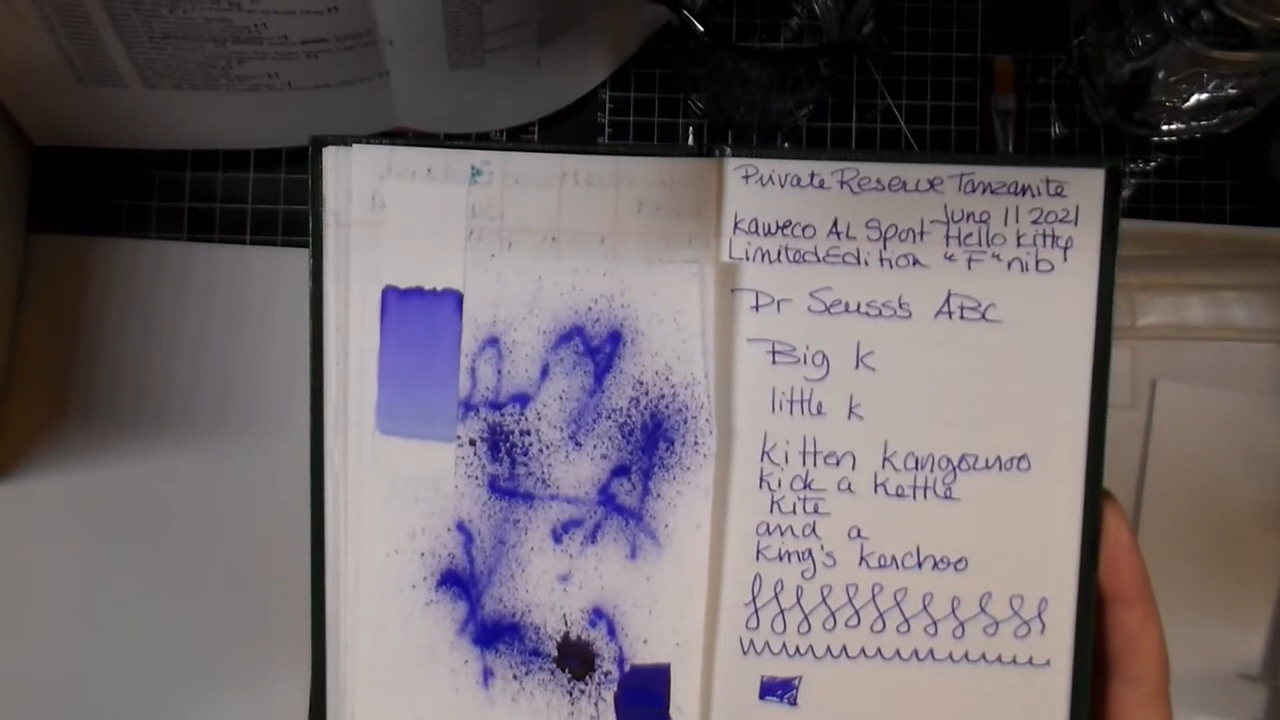 Private Reserve Tanzanite
June 11 2021
Kaweco AL Sport Hello Kitty
Limited Edition "F" nib
Dr Seuss's ABC
Big k
little k
kitten kangaroo
kick a kettle
kite
and a
king's kerchoo